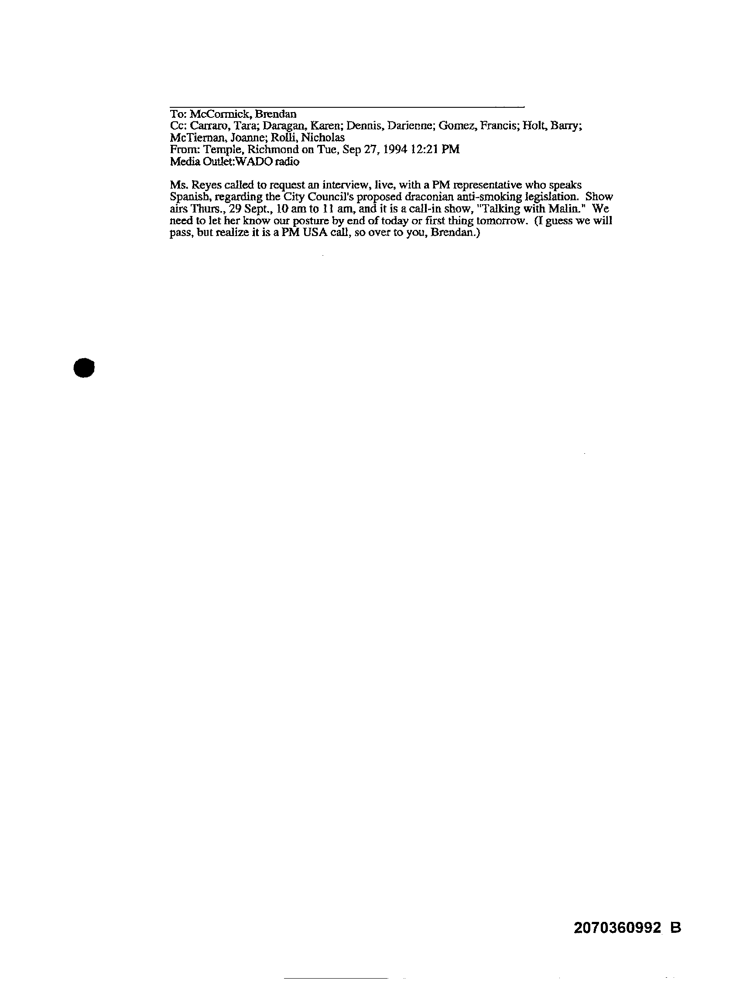 To: McCormick, Brendan
Cc: Carraro, Tara; Daragan, Karen; Dennis, Darienne; Gomez, Francis; Holt, Barry;
McTiernan, Joanne; Rolli, Nicholas
From: Temple, Richmond on Tue, Sep 27, 1994 12:21 PM
Media Outlet:WADO radio
Ms. Reyes called to request an interview, live, with a PM representative who speaks
Spanish, regarding the City Council's proposed draconian anti-smoking legislation. Show
airs Thurs., 29 Sept., 10 am to 11 am, and it is a call-in show, "Talking with Malin." We
need to let her know our posture by end of today or first thing tomorrow. (I guess we will
pass, but realize it is a PM USA call, so over to you, Brendan.)
2070360992 B